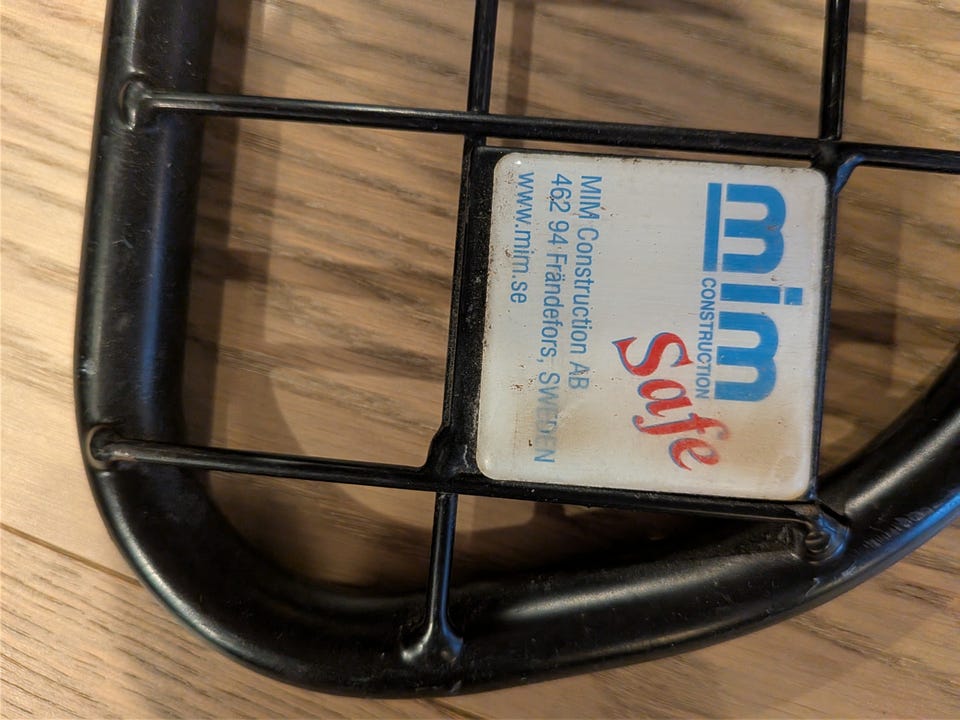 mim
CONSTRUCTION
Safe
MIM Construction AB
462 94 Frändefors, SWEDEN
www.mim.se